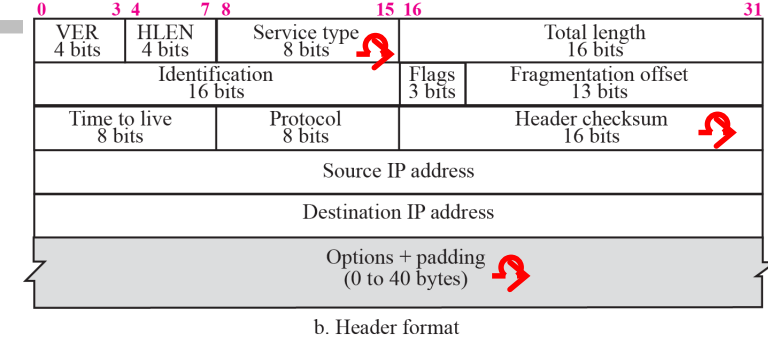 0 3 4 7 8 15 16 31
VER HLEN Service type Total length
4 bits 4 bits 8 bits 16 bits
Identification Flags Fragmentation offset
16 bits 3 bits 13 bits
Time to live Protocol Header checksum
8 bits 8 bits 16 bits
Source IP address
Destination IP address
Options + padding
(0 to 40 bytes)
b. Header format